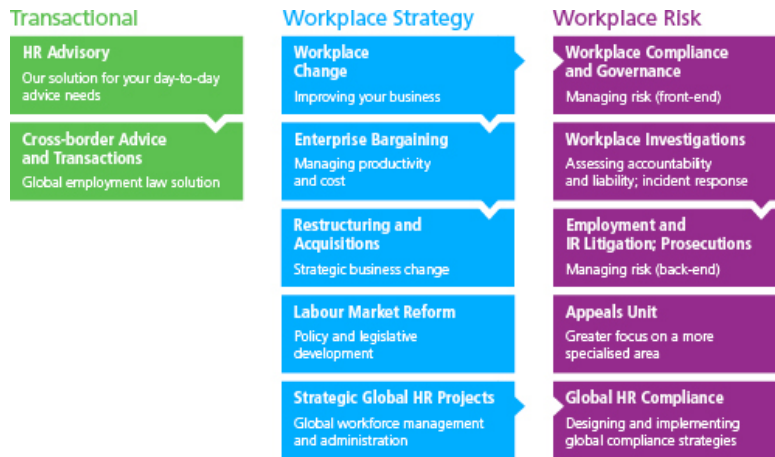 Transactional
HR Advisory
Our solution for your day-to-day
advice needs
Cross-border Advice
and Transactions
Global employment law solution
Workplace Strategy
Workplace
Change
Improving your business
Enterprise Bargaining
Managing productivity
and cost
Restructuring and
Acquisitions
Strategic business change
Labour Market Reform
Policy and legislative
development
Strategic Global HR Projects
Global workforce management
and administration
Workplace Risk
Workplace Compliance
and Governance
Managing risk (front-end)
Workplace Investigations
Assessing accountability
and liability; incident response
Employment and
IR Litigation; Prosecutions
Managing risk (back-end)
Appeals Unit
Greater focus on a more
specialised area
Global HR Compliance
Designing and implementing
global compliance strategies